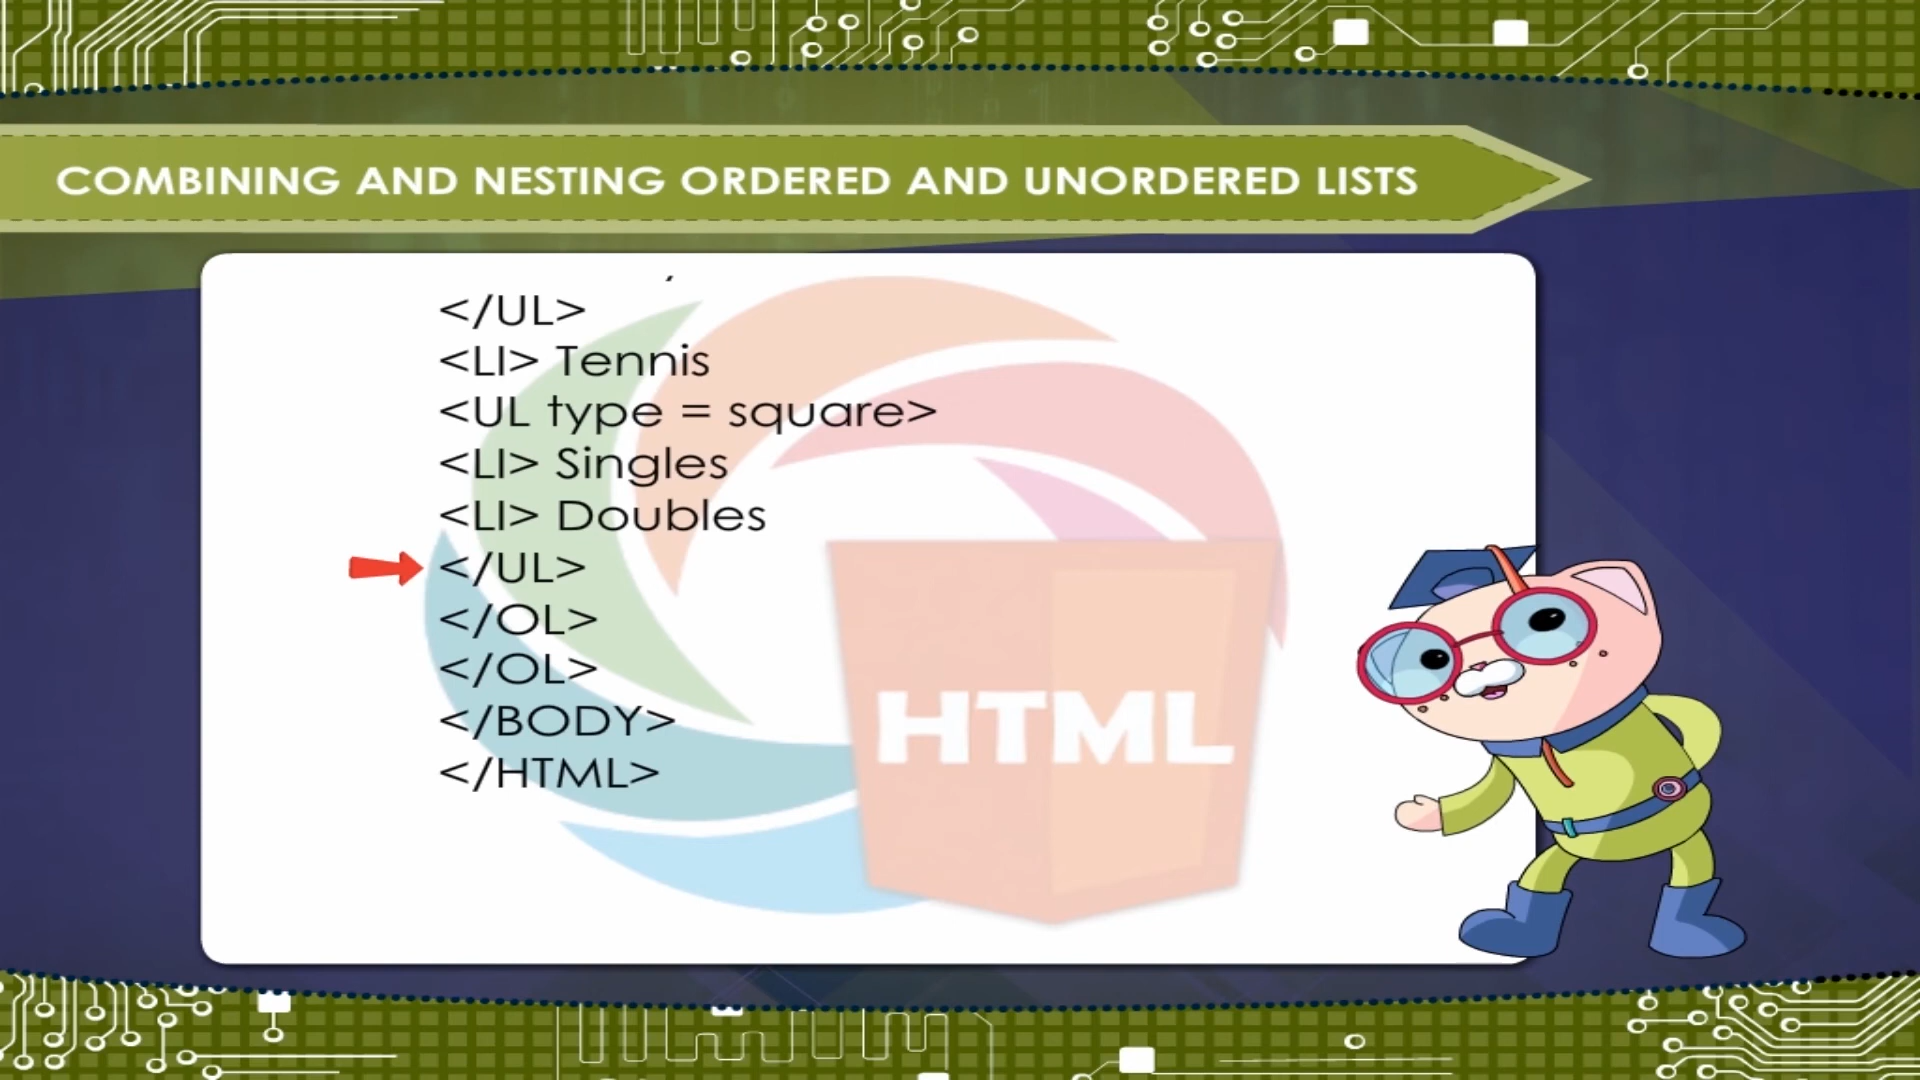 COMBINING AND NESTING ORDERED AND UNORDERED LISTS
</UL>
<LI> Tennis
<UL type = square>
<LI> Singles
<LI> Doubles
</UL>
</OL>
</OL>
</BODY>
</HTML>
HTML